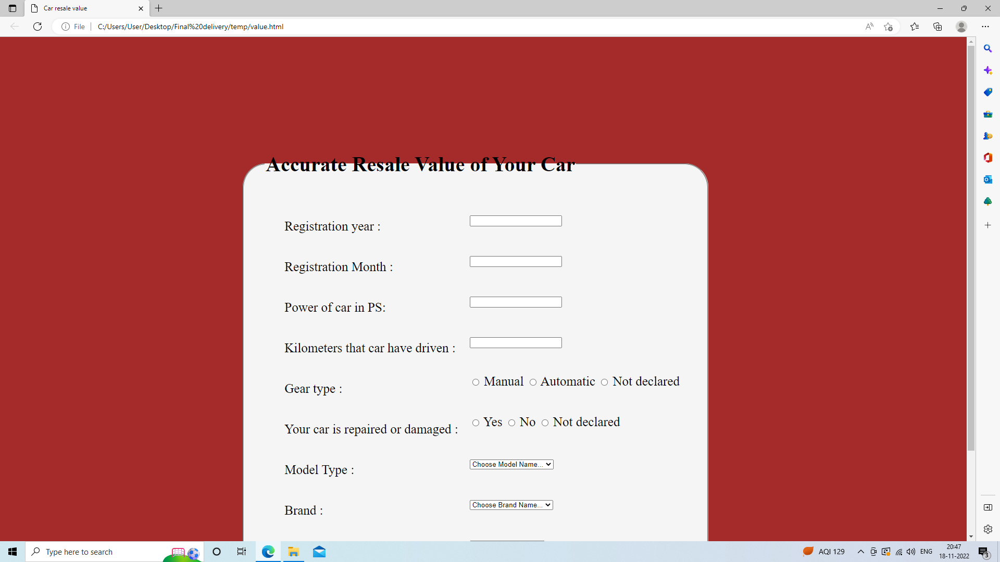 Car resale value
File C:/Users/User/Desktop/Final%20delivery/temp/value.html
Accurate Resale Value of Your Car
Registration year :
Registration Month :
Power of car in PS:
Kilometers that car have driven :
Gear type : Manual Automatic Not declared
Your car is repaired or damaged : Yes No Not declared
Model Type : Choose Model Name...
Brand : Choose Brand Name...
Type here to search
AQI 129
ENG
20:47
18-11-2022
3